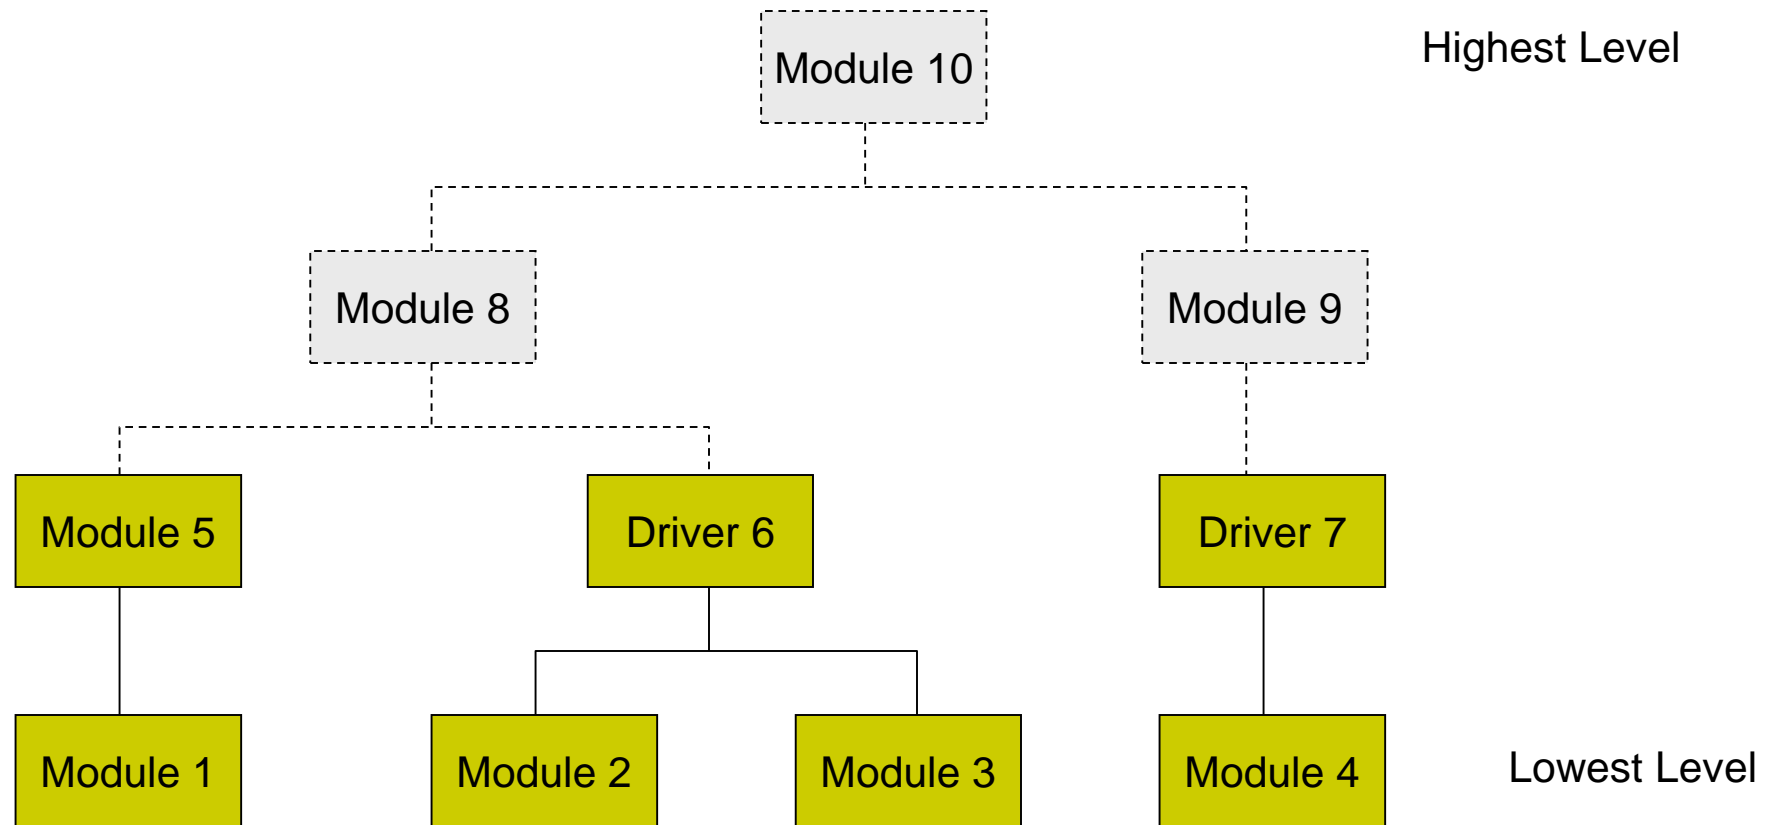 Module 10
Highest Level
Module 8
Module 9
Module 5
Driver 6
Driver 7
Module 1
Module 2
Module 3
Module 4
Lowest Level